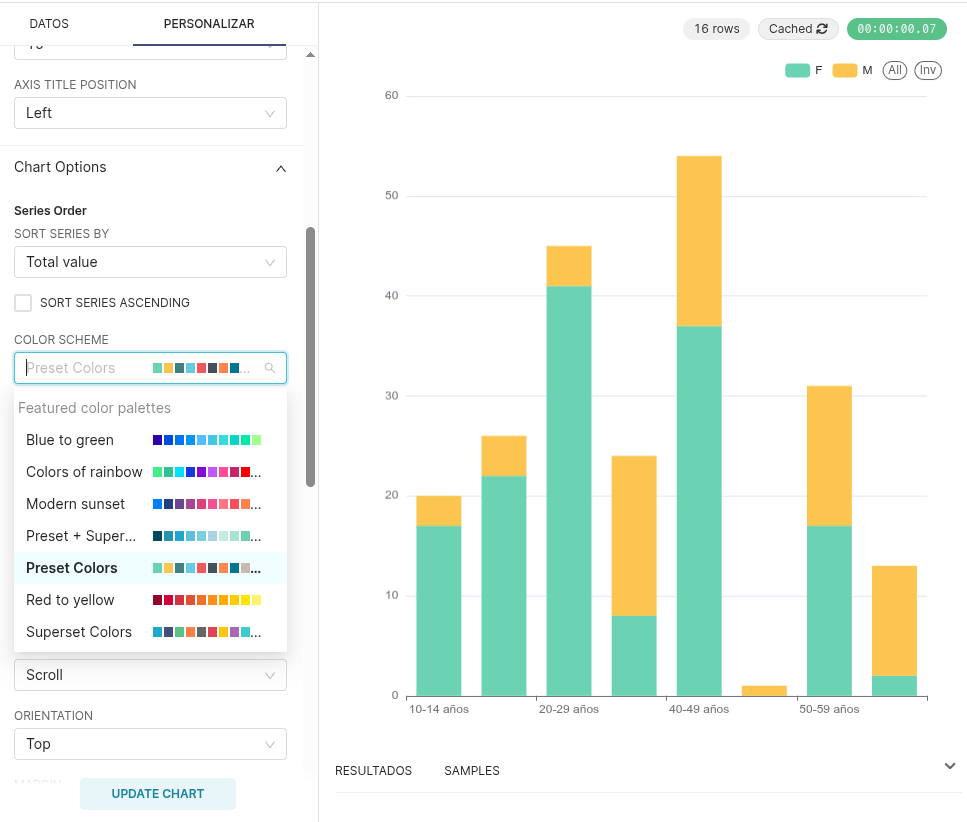 DATOS
PERSONALIZAR
AXIS TITLE POSITION
Left
Chart Options
Series Order
SORT SERIES BY
Total value
SORT SERIES ASCENDING
COLOR SCHEME
Preset Colors ...
Featured color palettes
Blue to green
Colors of rainbow ...
Modern sunset ...
Preset + Super... ...
Preset Colors ...
Red to yellow
Superset Colors ...
Scroll
ORIENTATION
Top
MARGIN
UPDATE CHART
16 rows
Cached
00:00:00.07
F
M
All
Inv
60
50
40
30
20
10
0
10-14 años
20-29 años
40-49 años
50-59 años
RESULTADOS
SAMPLES